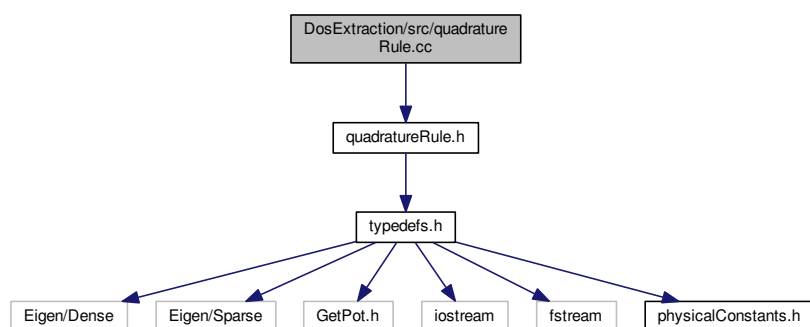 DosExtraction/src/quadrature
Rule.cc
quadratureRule.h
typedefs.h
Eigen/Dense
Eigen/Sparse
GetPot.h
iostream
fstream
physicalConstants.h